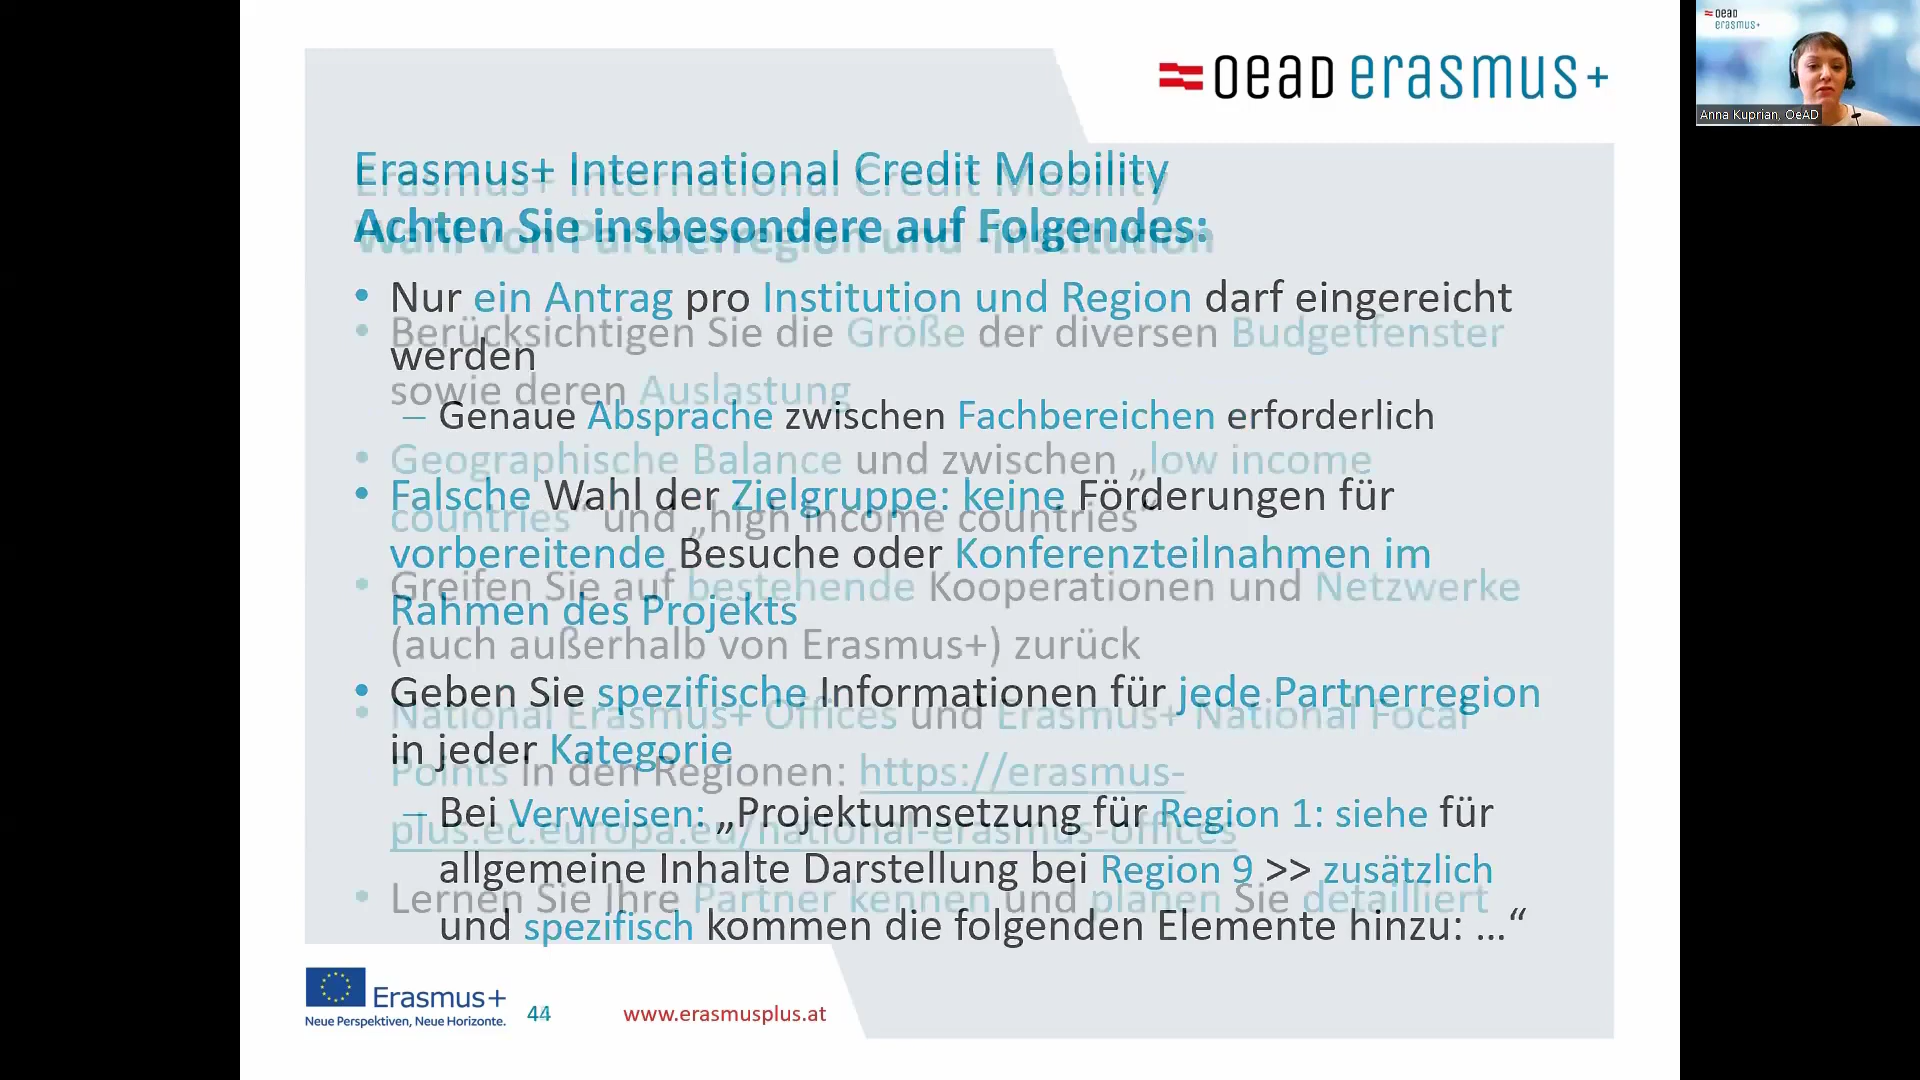 oead erasmus+
oead
erasmus+
Anna Kuprian, OeAD
Erasmus+ International Credit Mobility
Achten Sie insbesondere auf Folgendes:
Wahl von Partnerregion und -institution
• Nur ein Antrag pro Institution und Region darf eingereicht
werden
– Genaue Absprache zwischen Fachbereichen erforderlich
• Falsche Wahl der Zielgruppe: keine Förderungen für
vorbereitende Besuche oder Konferenzteilnahmen im
Rahmen des Projekts
• Geben Sie spezifische Informationen für jede Partnerregion
in jeder Kategorie
– Bei Verweisen: „Projektumsetzung für Region 1: siehe für
allgemeine Inhalte Darstellung bei Region 9 >> zusätzlich
und spezifisch kommen die folgenden Elemente hinzu: …“
• Berücksichtigen Sie die Größe der diversen Budgetfenster
sowie deren Auslastung
• Geographische Balance und zwischen „low income
countries“ und „high income countries“
• Greifen Sie auf bestehende Kooperationen und Netzwerke
(auch außerhalb von Erasmus+) zurück
• National Erasmus+ Offices und Erasmus+ National Focal
Points in den Regionen: https://erasmus-
plus.ec.europa.eu/national-erasmus-offices
• Lernen Sie Ihre Partner kennen und planen Sie detailliert
Erasmus+
Neue Perspektiven, Neue Horizonte.
44
www.erasmusplus.at